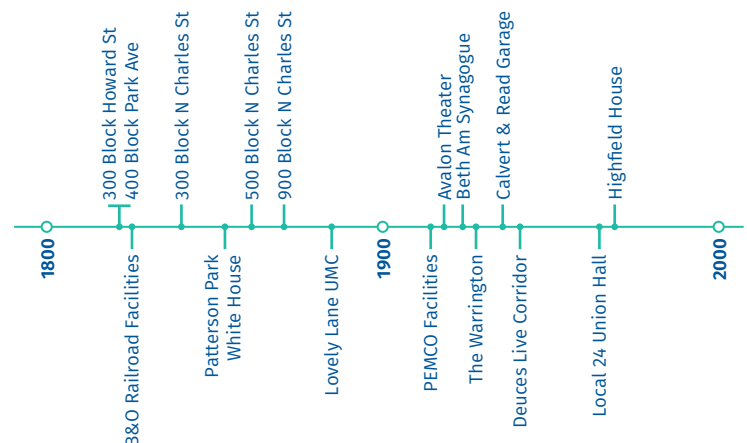 300 Block Howard St
400 Block Park Ave
300 Block N Charles St
500 Block N Charles St
900 Block N Charles St
Avalon Theater
Beth Am Synagogue
Calvert & Read Garage
Highfield House
1800
B&O Railroad Facilities
Patterson Park
White House
Lovely Lane UMC
1900
PEMCO Facilities
The Warrington
Deuces Live Corridor
Local 24 Union Hall
2000